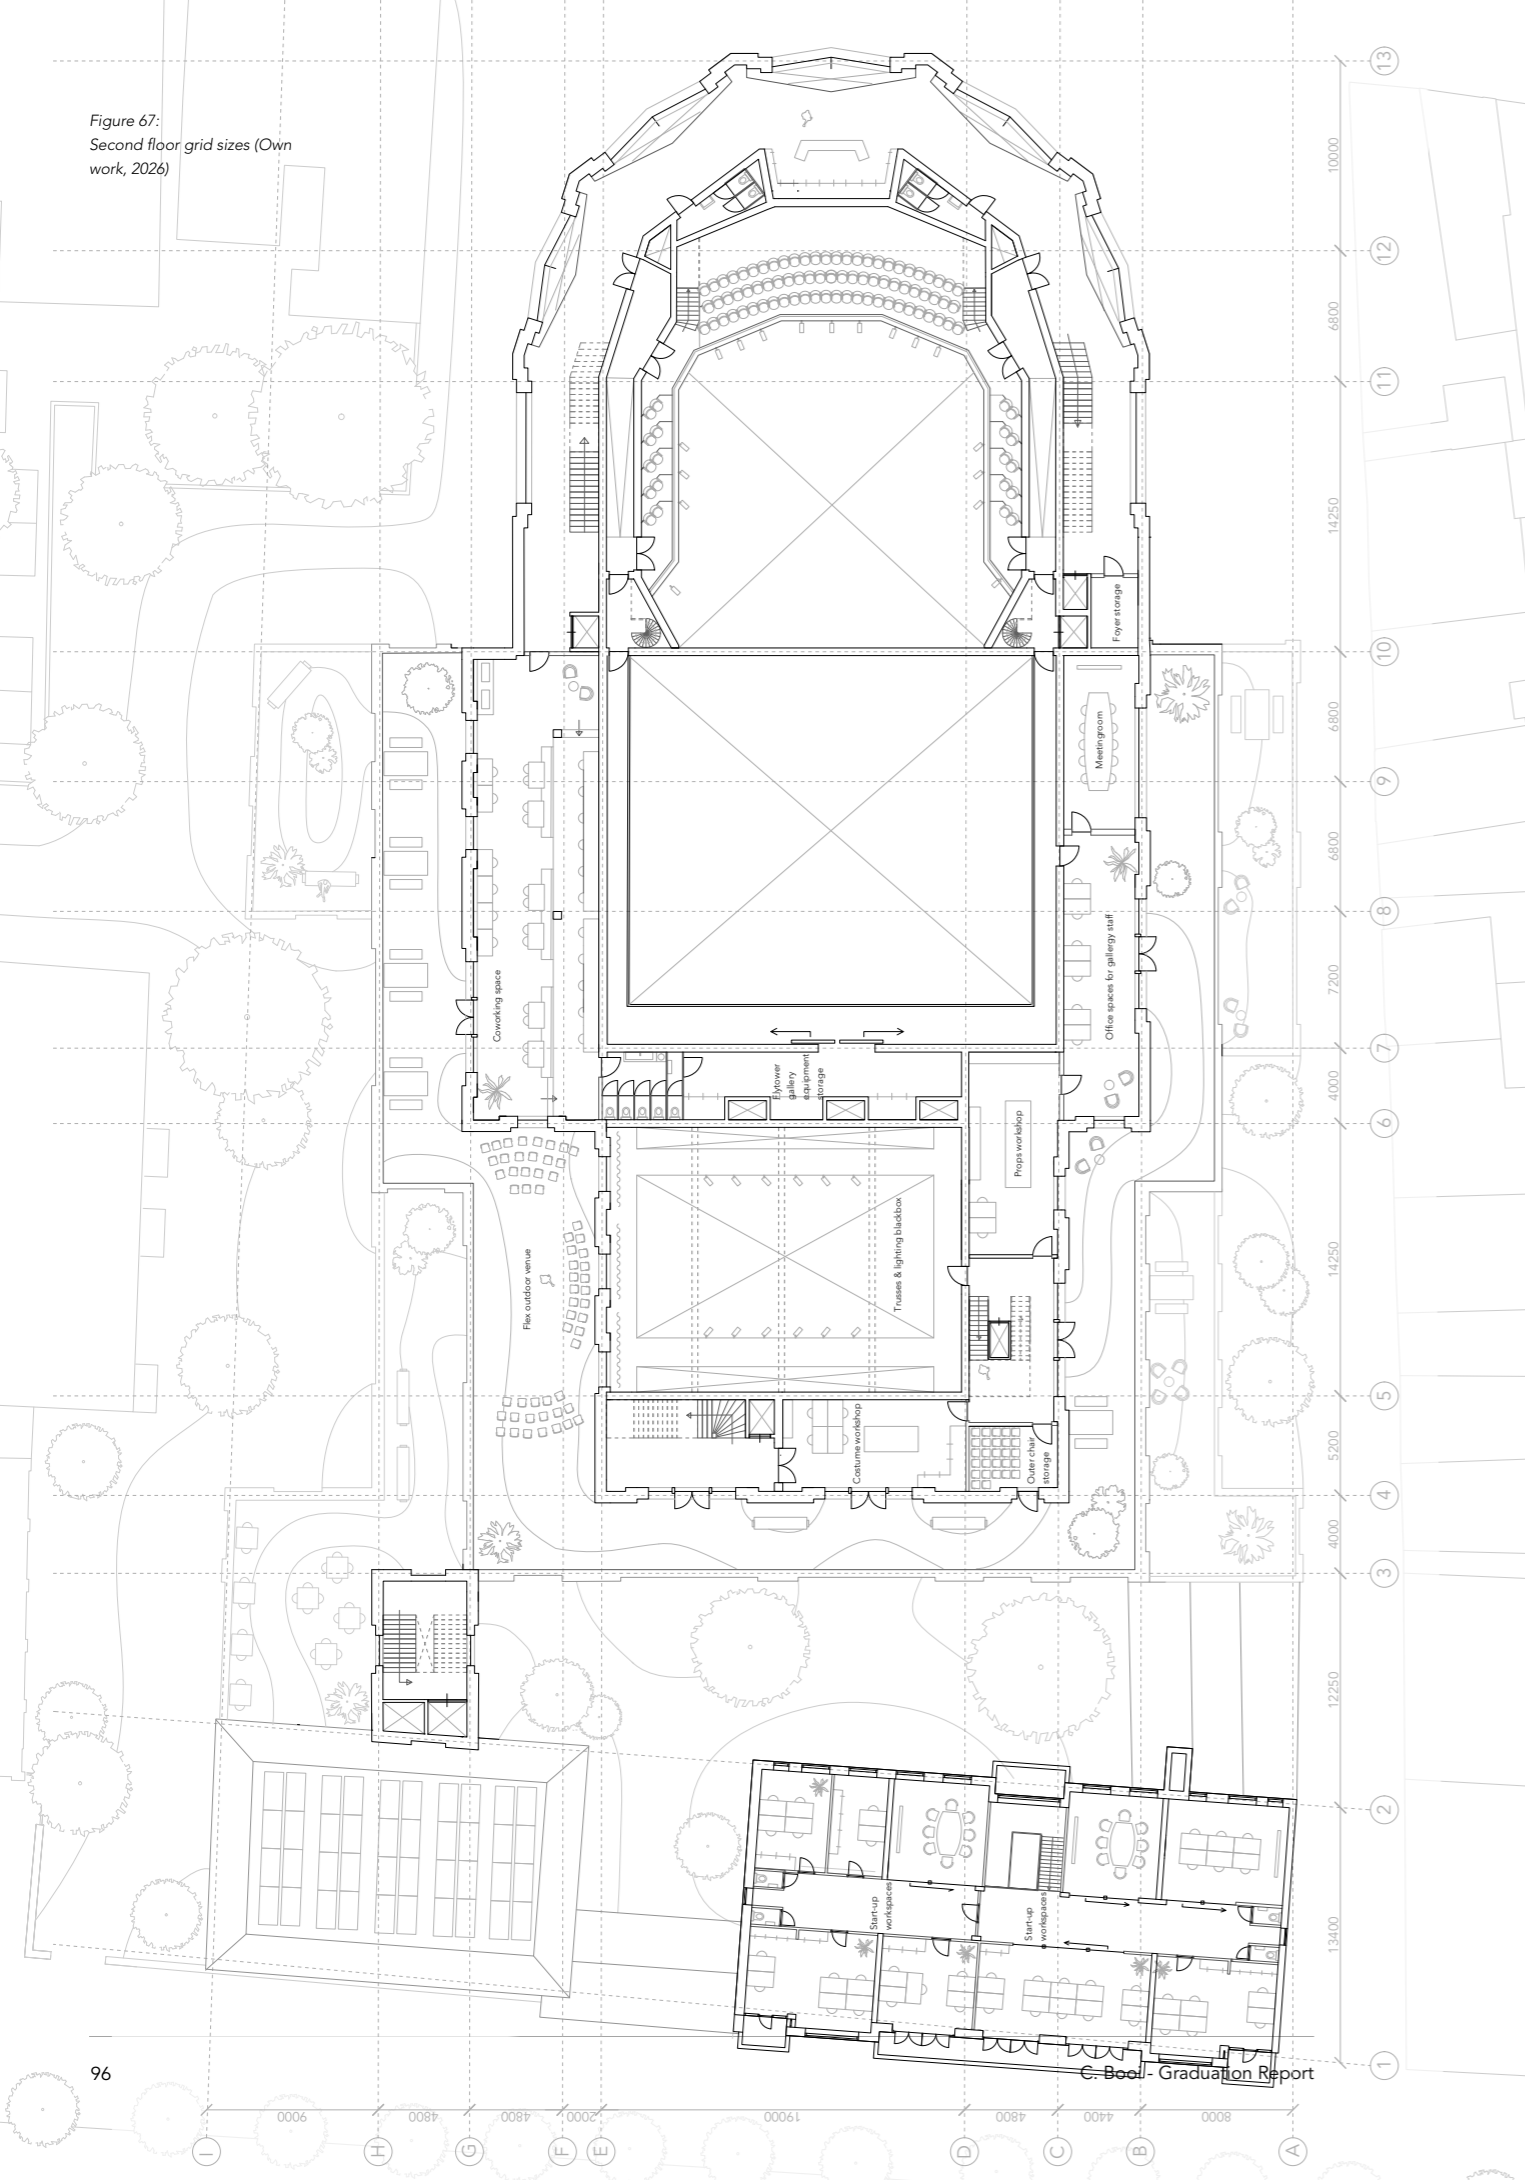 Figure 67:
Second floor grid sizes (Own
work, 2026)
13
10000
12
6800
11
14250
Foyer storage
10
6800
Meetingroom
9
6800
8
Office spaces for gallergy staff
Coworking space
7200
7
Flytower
gallery
equipment
storage
4000
6
Props workshop
Trusses & lighting blackbox
Flex outdoor venue
14250
5
Costume workshop
Outer chair
storage
5200
4
4000
3
12250
2
Start-up
workspaces
Start-up
workspaces
13400
1
96
C. Booi - Graduation Report
9000
4800
4800
2000
19000
4800
4400
8000
I
H
G
F
E
D
C
B
A